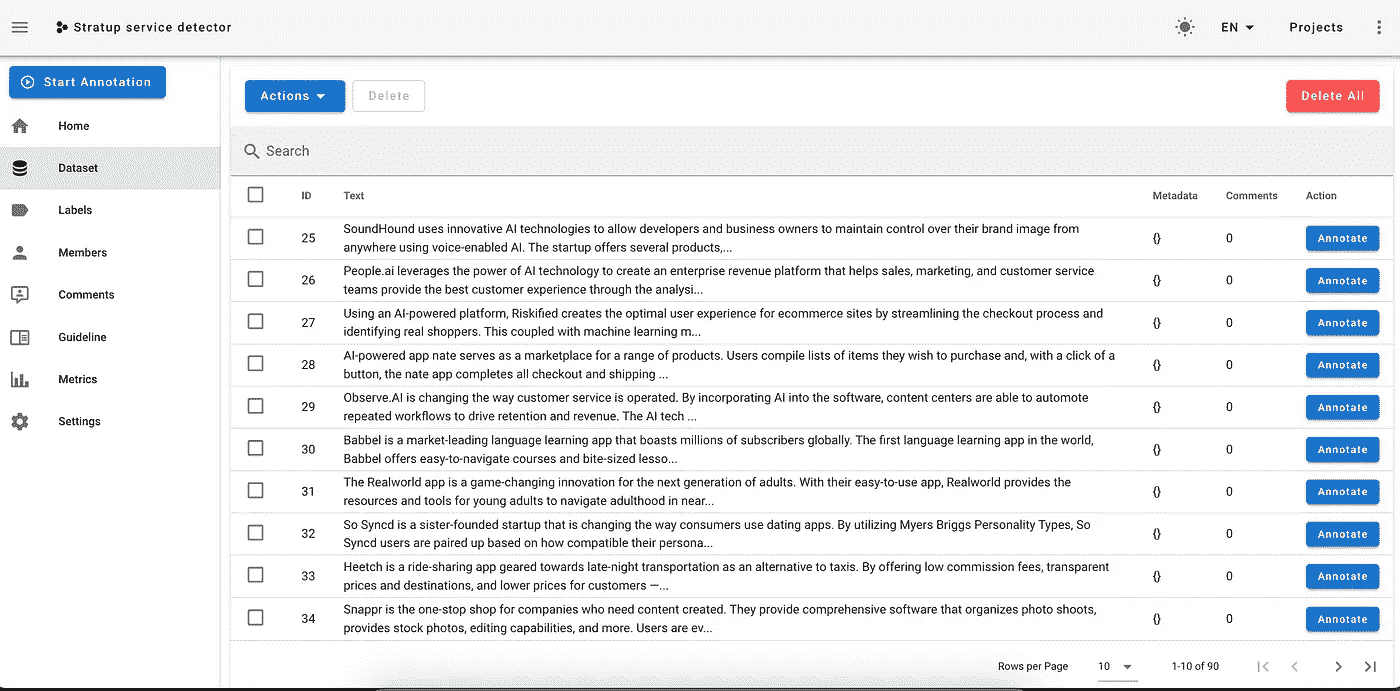 Stratup service detector
EN
Projects
Start Annotation
Home
Dataset
Labels
Members
Comments
Guideline
Metrics
Settings
Actions
Delete
Delete All
Search
ID Text Metadata Comments Action
25 SoundHound uses innovative AI technologies to allow developers and business owners to maintain control over their brand image from
anywhere using voice-enabled AI. The startup offers several products,... {} 0 Annotate
26 People.ai leverages the power of AI technology to create an enterprise revenue platform that helps sales, marketing, and customer service
teams provide the best customer experience through the analysi... {} 0 Annotate
27 Using an AI-powered platform, Riskified creates the optimal user experience for ecommerce sites by streamlining the checkout process and
identifying real shoppers. This coupled with machine learning m... {} 0 Annotate
28 AI-powered app nate serves as a marketplace for a range of products. Users compile lists of items they wish to purchase and, with a click of a
button, the nate app completes all checkout and shipping ... {} 0 Annotate
29 Observe.AI is changing the way customer service is operated. By incorporating AI into the software, content centers are able to automote
repeated workflows to drive retention and revenue. The AI tech ... {} 0 Annotate
30 Babbel is a market-leading language learning app that boasts millions of subscribers globally. The first language learning app in the world,
Babbel offers easy-to-navigate courses and bite-sized lesso... {} 0 Annotate
31 The Realworld app is a game-changing innovation for the next generation of adults. With their easy-to-use app, Realworld provides the
resources and tools for young adults to navigate adulthood in near... {} 0 Annotate
32 So Syncd is a sister-founded startup that is changing the way consumers use dating apps. By utilizing Myers Briggs Personality Types, So
Syncd users are paired up based on how compatible their persona... {} 0 Annotate
33 Heetch is a ride-sharing app geared towards late-night transportation as an alternative to taxis. By offering low commission fees, transparent
prices and destinations, and lower prices for customers —... {} 0 Annotate
34 Snappr is the one-stop shop for companies who need content created. They provide comprehensive software that organizes photo shoots,
provides stock photos, editing capabilities, and more. Users are ev... {} 0 Annotate
Rows per Page 10 1-10 of 90